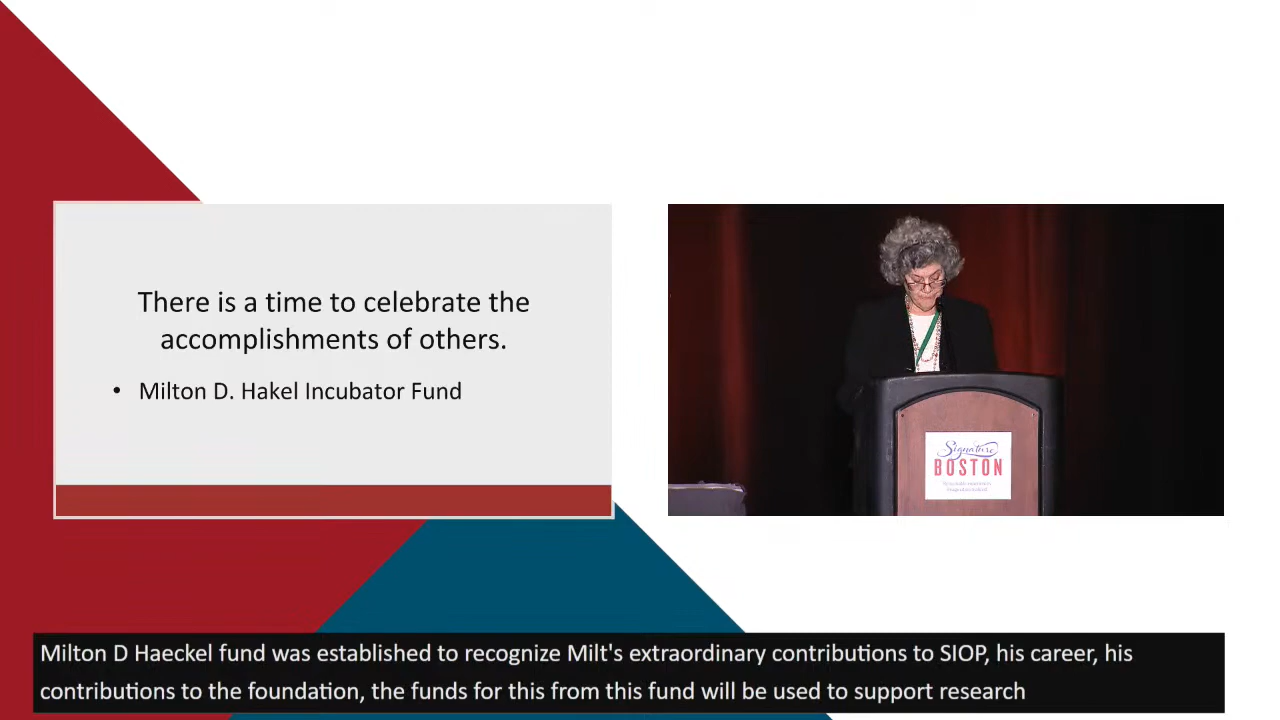 There is a time to celebrate the
accomplishments of others.
• Milton D. Hakel Incubator Fund
Signature
BOSTON
Milton D Haeckel fund was established to recognize Milt's extraordinary contributions to SIOP, his career, his
contributions to the foundation, the funds for this from this fund will be used to support research